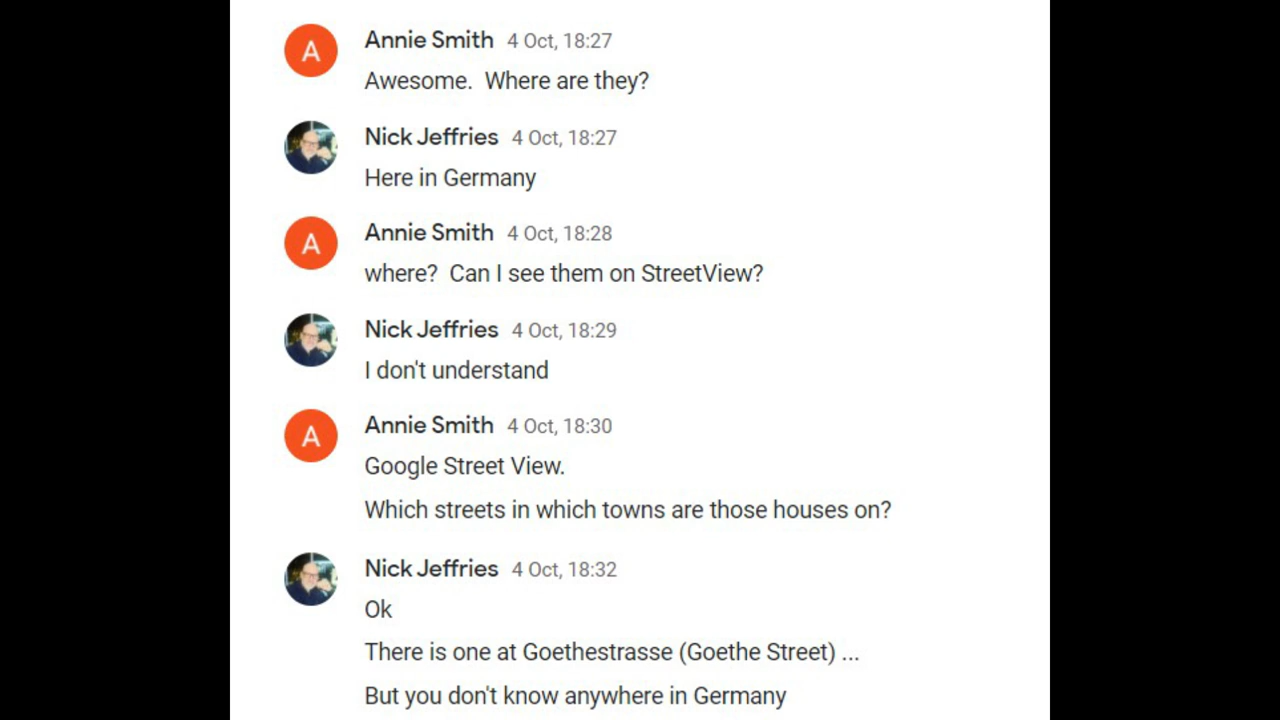 A
Annie Smith 4 Oct, 18:27
Awesome.  Where are they?
Nick Jeffries 4 Oct, 18:27
Here in Germany
A
Annie Smith 4 Oct, 18:28
where?  Can I see them on StreetView?
Nick Jeffries 4 Oct, 18:29
I don't understand
A
Annie Smith 4 Oct, 18:30
Google Street View.
Which streets in which towns are those houses on?
Nick Jeffries 4 Oct, 18:32
Ok
There is one at Goethestrasse (Goethe Street) ...
But you don't know anywhere in Germany